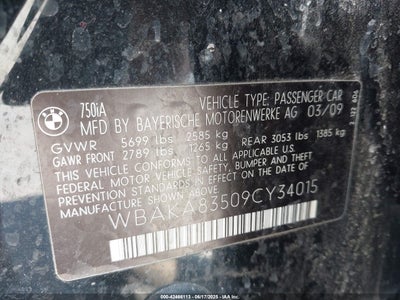 BMW
750iA
VEHICLE TYPE: PASSENGER CAR
MFD BY BAYERISCHE MOTORENWERKE AG 03/09
GVWR 5699 lbs 2585 kg
GAWR FRONT 2789 lbs 1265 kg REAR 3053 lbs 1385 kg
THIS VEHICLE CONFORMS TO ALL APPLICABLE
FEDERAL MOTOR VEHICLE SAFETY, BUMPER AND THEFT
PREVENTION STANDARDS IN EFFECT ON THE DATE OF
MANUFACTURE SHOWN ABOVE.
WBAKA83509CY34015
000-42466113 - 06/17/2025 - IAAI.COM